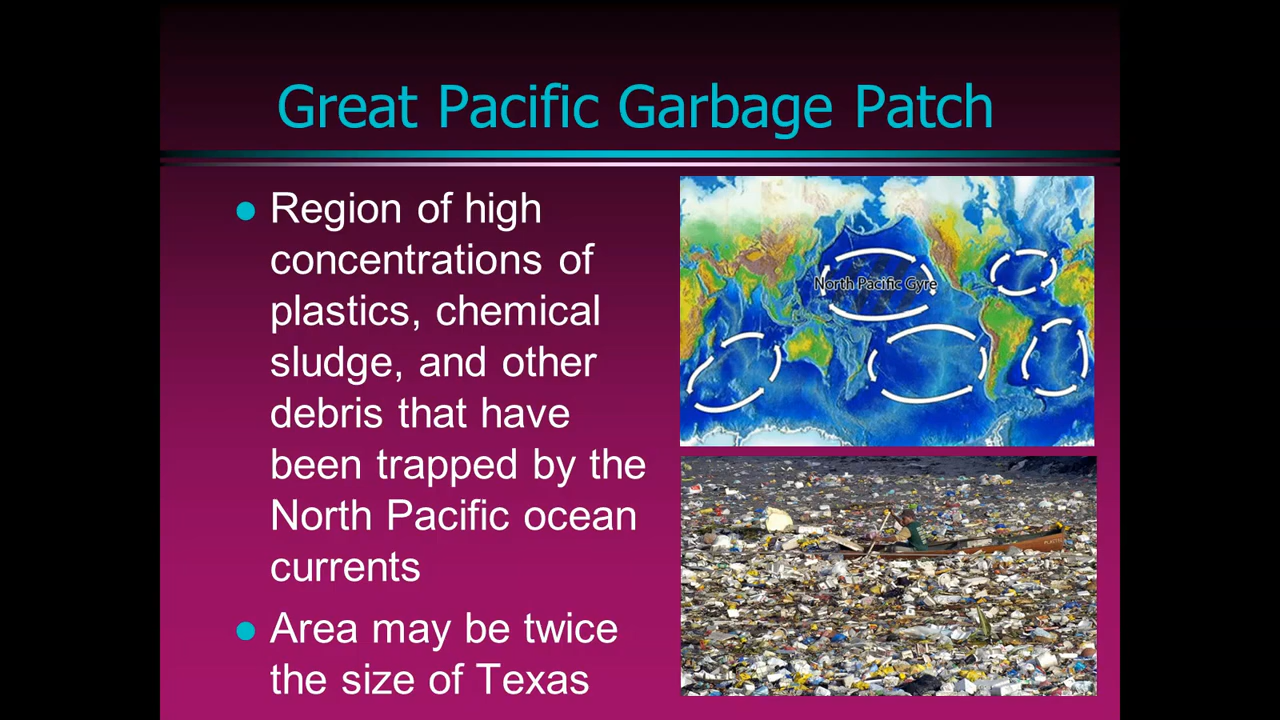 Great Pacific Garbage Patch
Region of high
concentrations of
plastics, chemical
sludge, and other
debris that have
been trapped by the
North Pacific ocean
currents
Area may be twice
the size of Texas
North Pacific Gyre